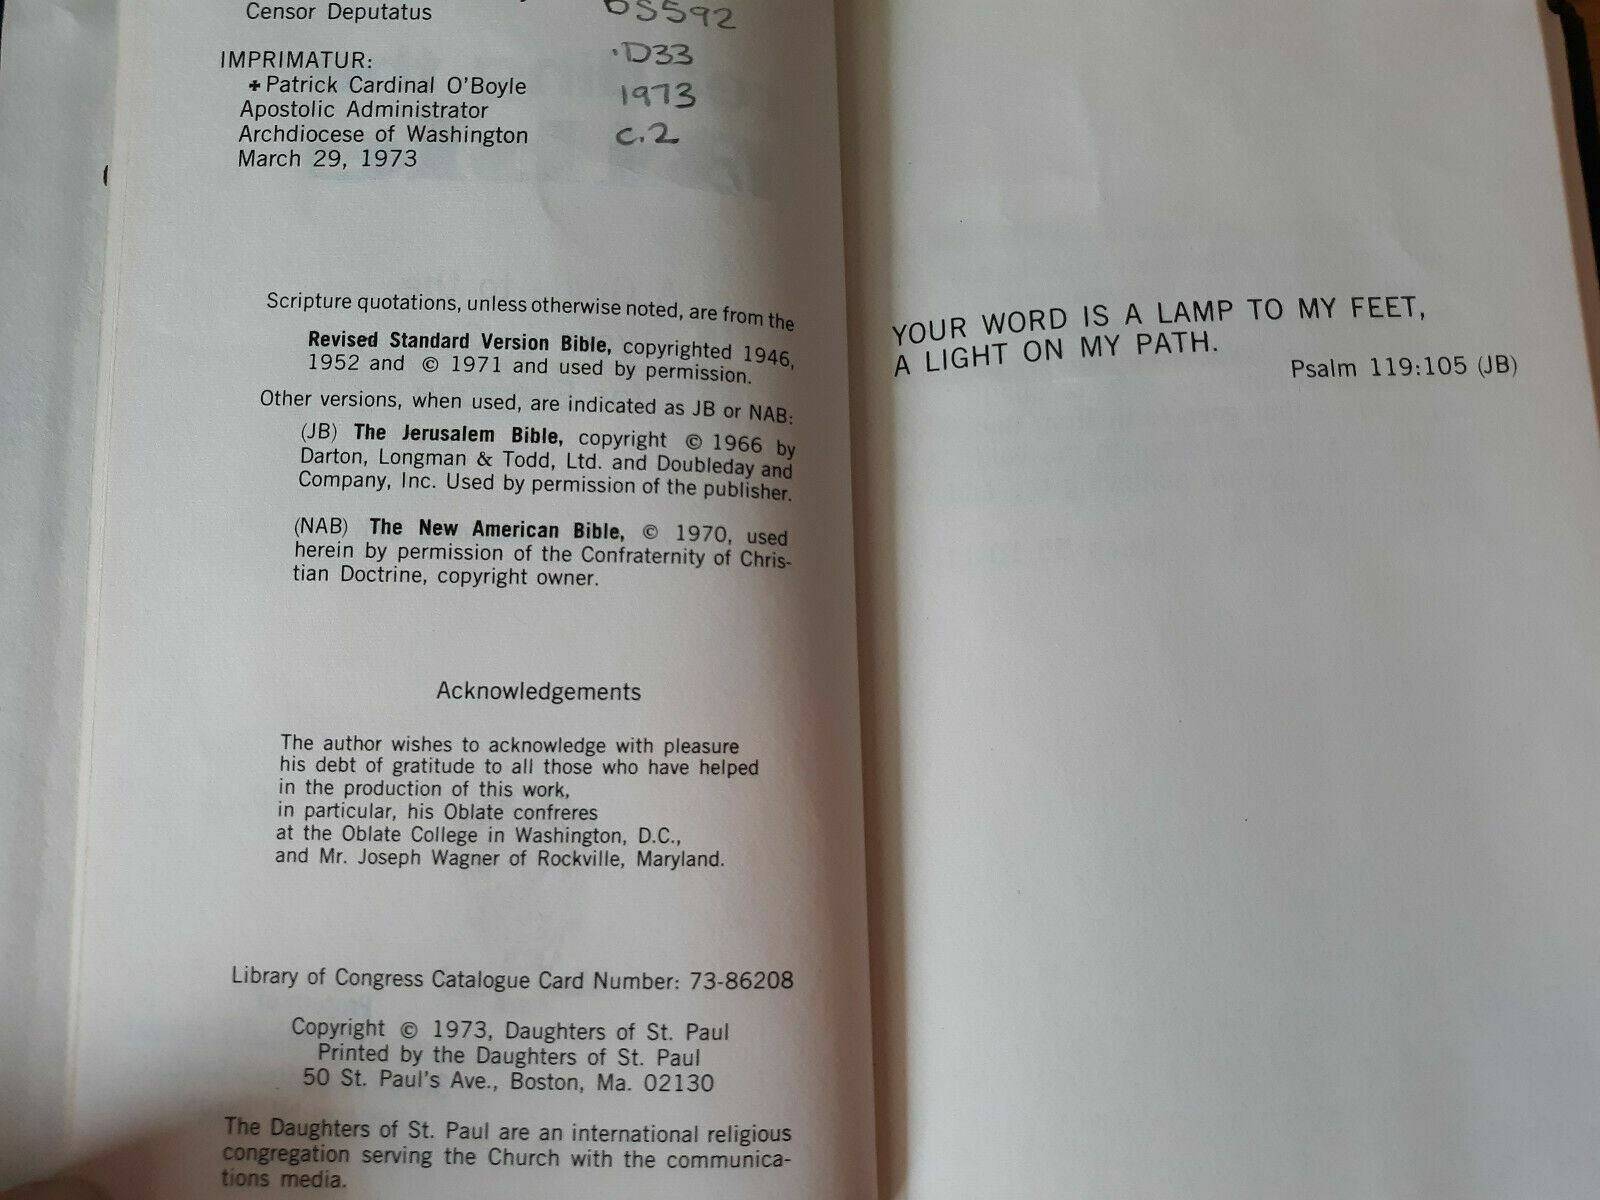 Censor Deputatus
IMPRIMATUR:
✚ Patrick Cardinal O'Boyle
Apostolic Administrator
Archdiocese of Washington
March 29, 1973
BS592
.D33
1973
c.2
Scripture quotations, unless otherwise noted, are from the
Revised Standard Version Bible, copyrighted 1946,
1952 and © 1971 and used by permission.
Other versions, when used, are indicated as JB or NAB:
(JB) The Jerusalem Bible, copyright © 1966 by
Darton, Longman & Todd, Ltd. and Doubleday and
Company, Inc. Used by permission of the publisher.
(NAB) The New American Bible, © 1970, used
herein by permission of the Confraternity of Chris-
tian Doctrine, copyright owner.
Acknowledgements
The author wishes to acknowledge with pleasure
his debt of gratitude to all those who have helped
in the production of this work,
in particular, his Oblate confreres
at the Oblate College in Washington, D.C.,
and Mr. Joseph Wagner of Rockville, Maryland.
Library of Congress Catalogue Card Number: 73-86208
Copyright © 1973, Daughters of St. Paul
Printed by the Daughters of St. Paul
50 St. Paul's Ave., Boston, Ma. 02130
The Daughters of St. Paul are an international religious
congregation serving the Church with the communica-
tions media.
YOUR WORD IS A LAMP TO MY FEET,
A LIGHT ON MY PATH.
Psalm 119:105 (JB)